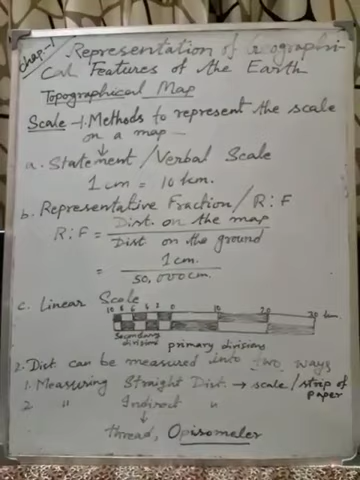 Chap:-1
Representation of Geographi-
cal Features of the Earth
Topographical Map
Scale → 1. Methods to represent the scale
on a map -
a. Statement / Verbal Scale
1 cm = 10 km.
b. Representative Fraction / R:F
R:F = Dist. on the map
Dist on the ground
= 1 cm.
50,000 cm.
c. Linear Scale
10 8 6 4 2 0 10 20 30 km
secondary divisions primary divisions
2. Dist can be measured into two ways
1. Measuring Straight Dist → scale / strip of paper
2 " Indirect "
↓
thread, Opisometer